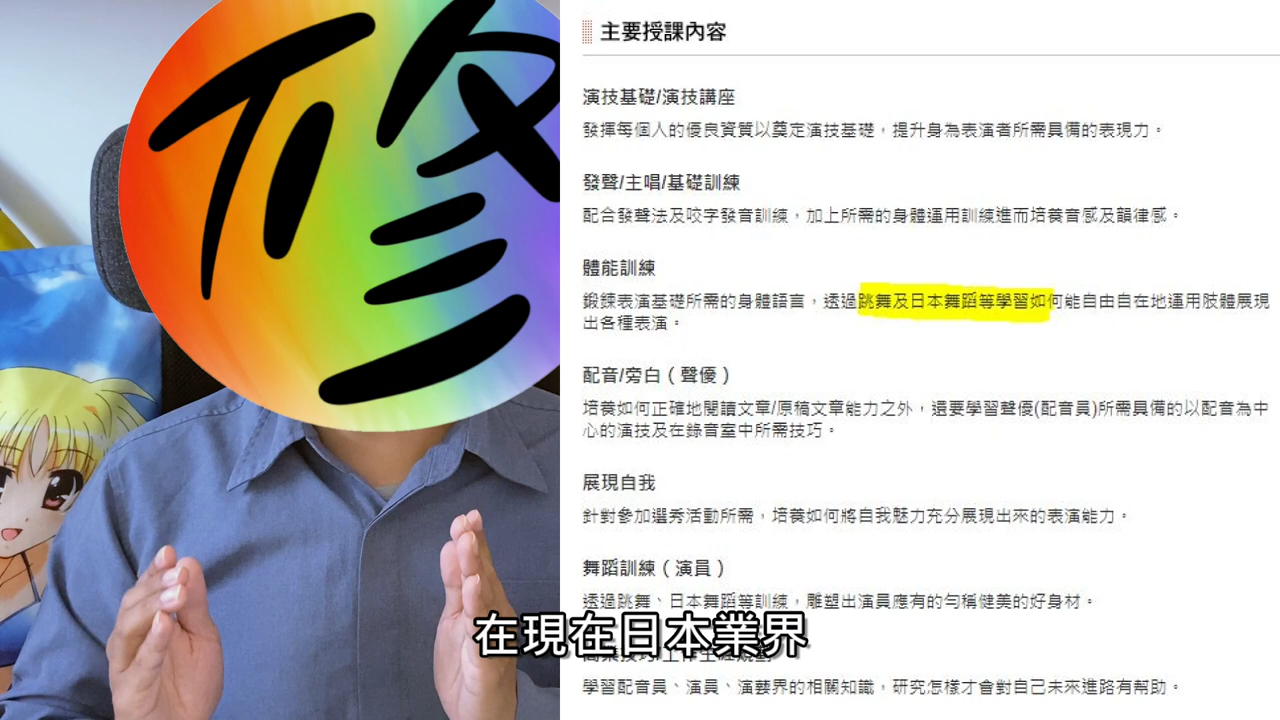 修
主要授課內容
演技基礎/演技講座
發揮每個人的優良資質以奠定演技基礎，提升身為表演者所需具備的表現力。
發聲/主唱/基礎訓練
配合發聲法及咬字發音訓練，加上所需的身體運用訓練進而培養音感及韻律感。
體能訓練
鍛鍊表演基礎所需的身體語言，透過跳舞及日本舞蹈等學習如何能自由自在地運用肢體展現
出各種表演。
配音/旁白（聲優）
培養如何正確地閱讀文章/原稿文章能力之外，還要學習聲優(配音員)所需具備的以配音為中
心的演技及在錄音室中所需技巧。
展現自我
針對參加選秀活動所需，培養如何將自我魅力充分展現出來的表演能力。
舞蹈訓練（演員）
透過跳舞、日本舞蹈等訓練，雕塑出演員應有的勻稱健美的好身材。
在現在日本業界
學習配音員、演員、演藝界的相關知識，研究怎樣才會對自己未來進路有幫助。